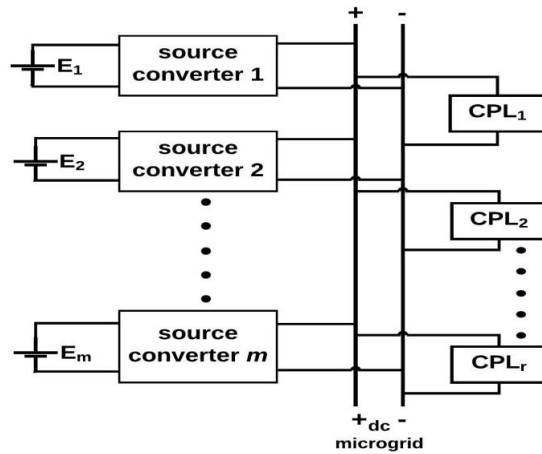 + -
E₁
source
converter 1
CPL₁
E₂
source
converter 2
CPL₂
Eₘ
source
converter m
CPLᵣ
+ dc -
microgrid